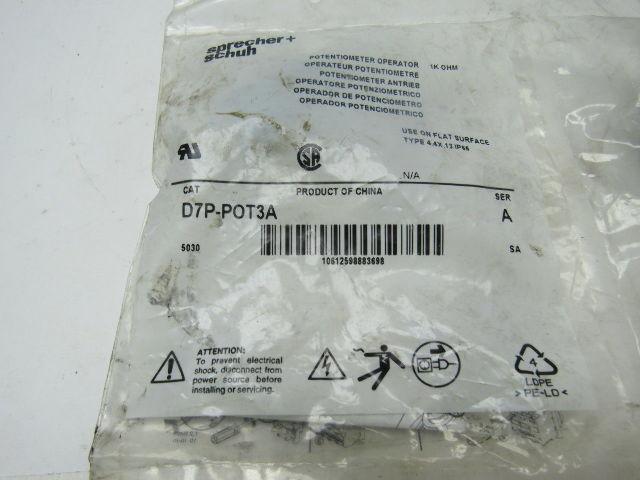 sprecher+
schuh
POTENTIOMETER OPERATOR 1K OHM
OPERATEUR POTENTIOMETRE
POTENTIOMETER ANTRIEB
OPERATORE POTENZIOMETRICO
OPERADOR DE POTENCIOMETRO
OPERADOR POTENCIOMETRICO
USE ON FLAT SURFACE
TYPE 4,4X,13,IP66
N/A
CAT PRODUCT OF CHINA SER
D7P-POT3A A
5030 SA
10612598883698
ATTENTION:
To prevent electrical
shock, disconnect from
power source before
installing or servicing.
4
LDPE
>PE-LD<